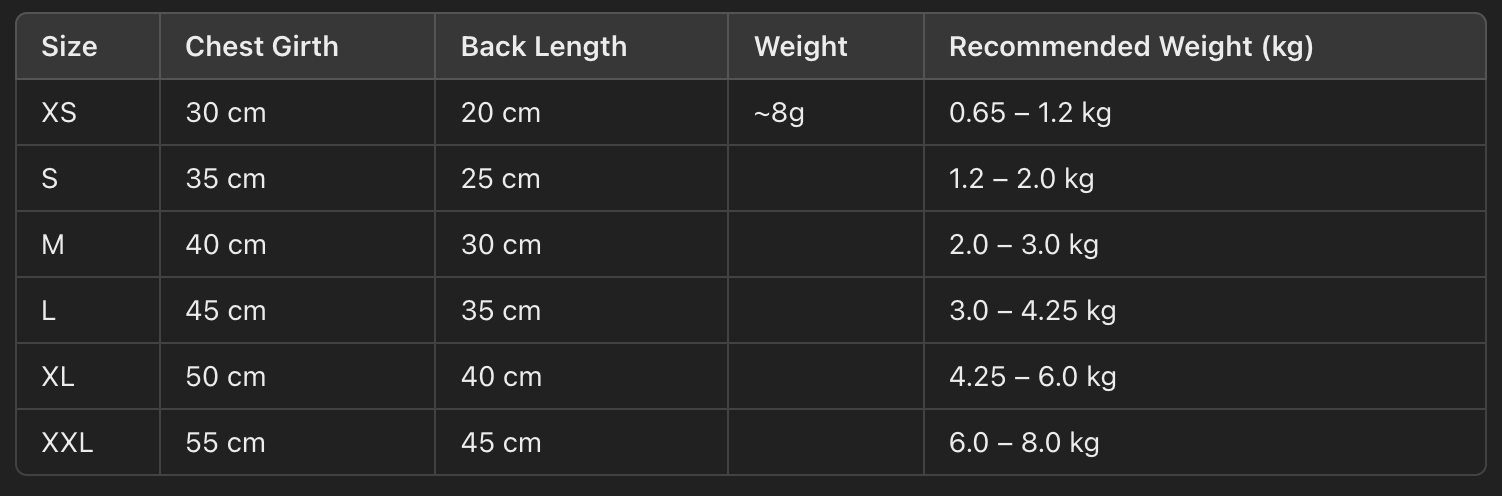 Size Chest Girth Back Length Weight Recommended Weight (kg)
XS 30 cm 20 cm ~8g 0.65 – 1.2 kg
S 35 cm 25 cm 1.2 – 2.0 kg
M 40 cm 30 cm 2.0 – 3.0 kg
L 45 cm 35 cm 3.0 – 4.25 kg
XL 50 cm 40 cm 4.25 – 6.0 kg
XXL 55 cm 45 cm 6.0 – 8.0 kg